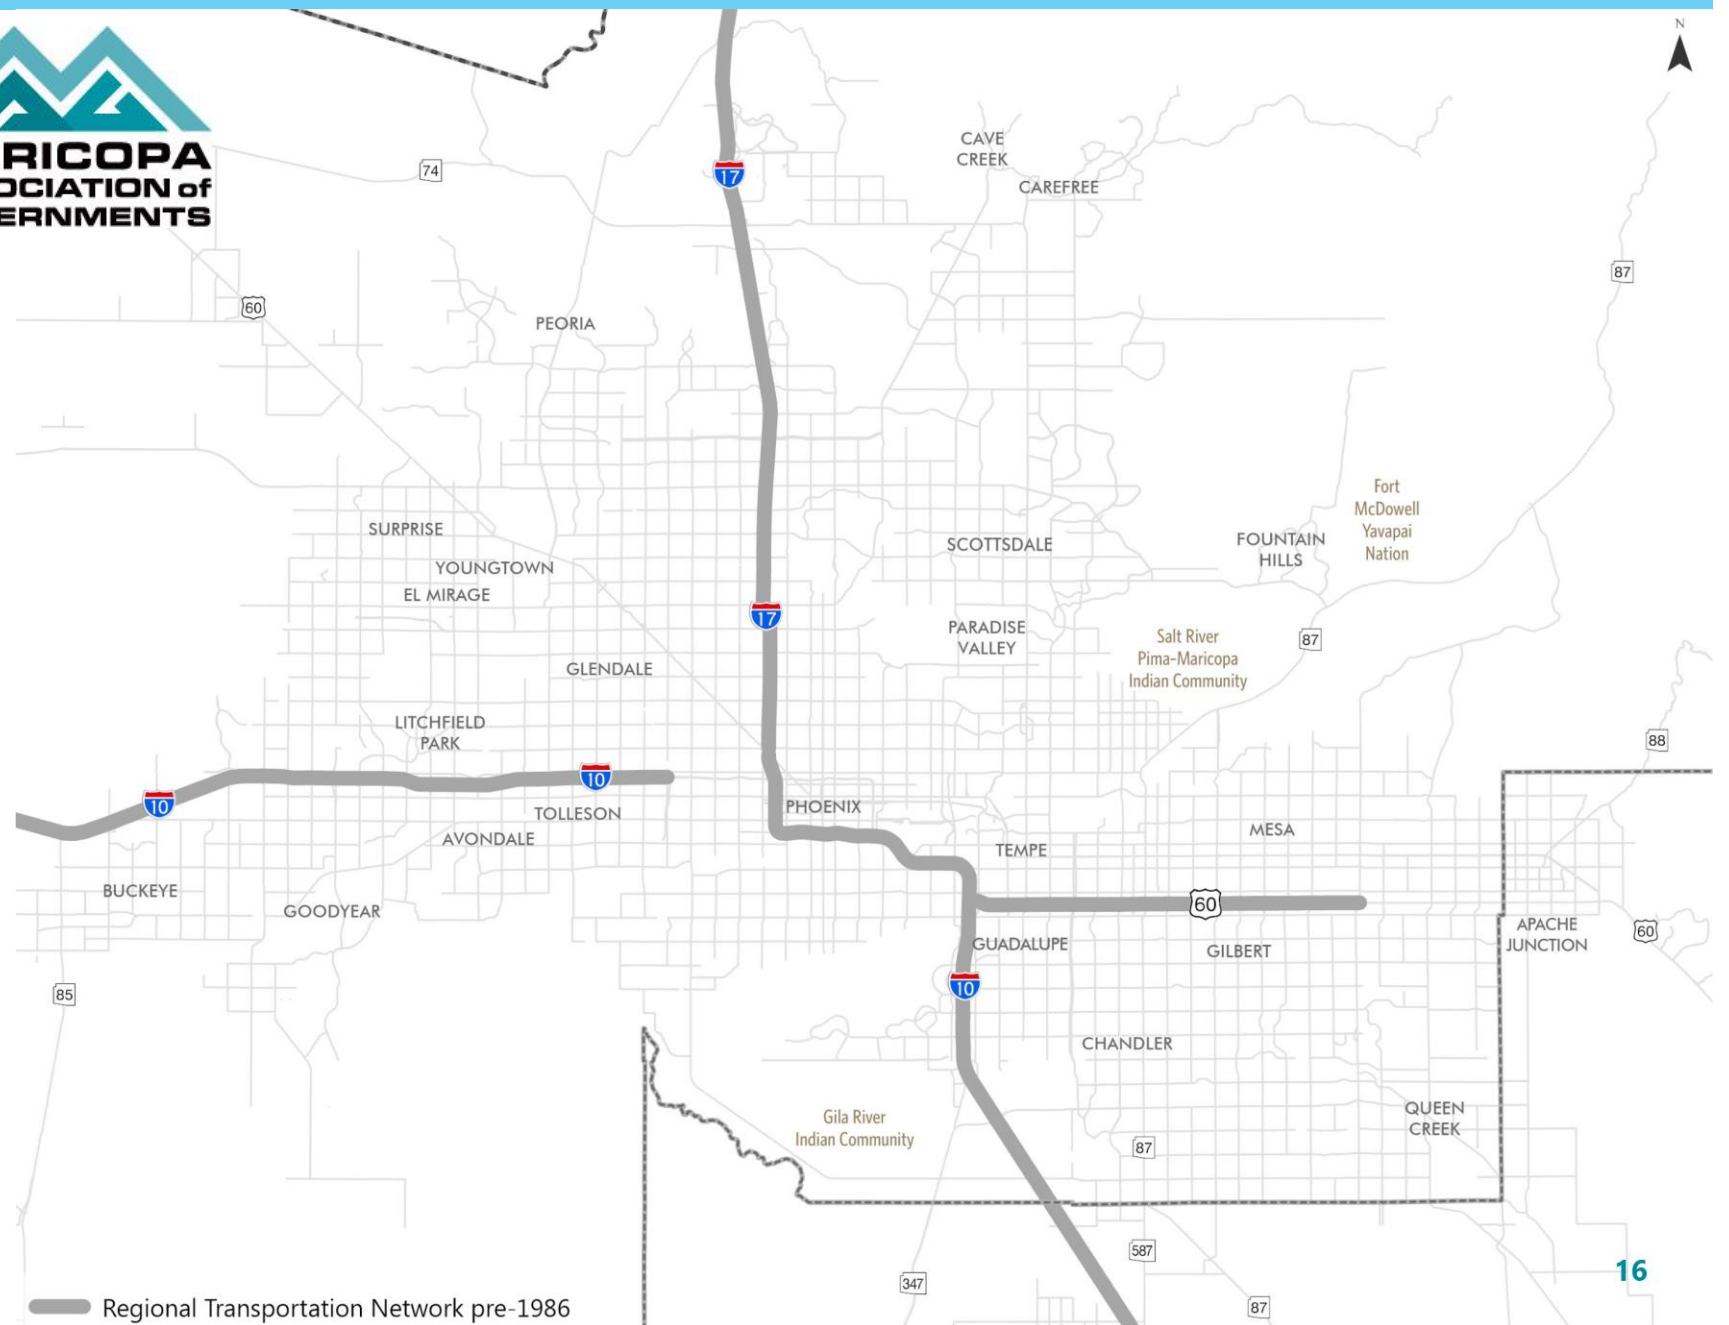 N
RICOPA
OCIATION of
ERNMENTS
74
17
CAVE
CREEK
CAREFREE
87
60
PEORIA
Fort
McDowell
Yavapai
Nation
SURPRISE
SCOTTSDALE
FOUNTAIN
HILLS
YOUNGTOWN
EL MIRAGE
17
PARADISE
VALLEY
Salt River
Pima-Maricopa
Indian Community
87
GLENDALE
LITCHFIELD
PARK
88
10
10
TOLLESON
PHOENIX
AVONDALE
TEMPE
MESA
BUCKEYE
GOODYEAR
60
GUADALUPE
GILBERT
APACHE
JUNCTION
60
85
10
CHANDLER
Gila River
Indian Community
QUEEN
CREEK
87
587
347
87
16
Regional Transportation Network pre-1986